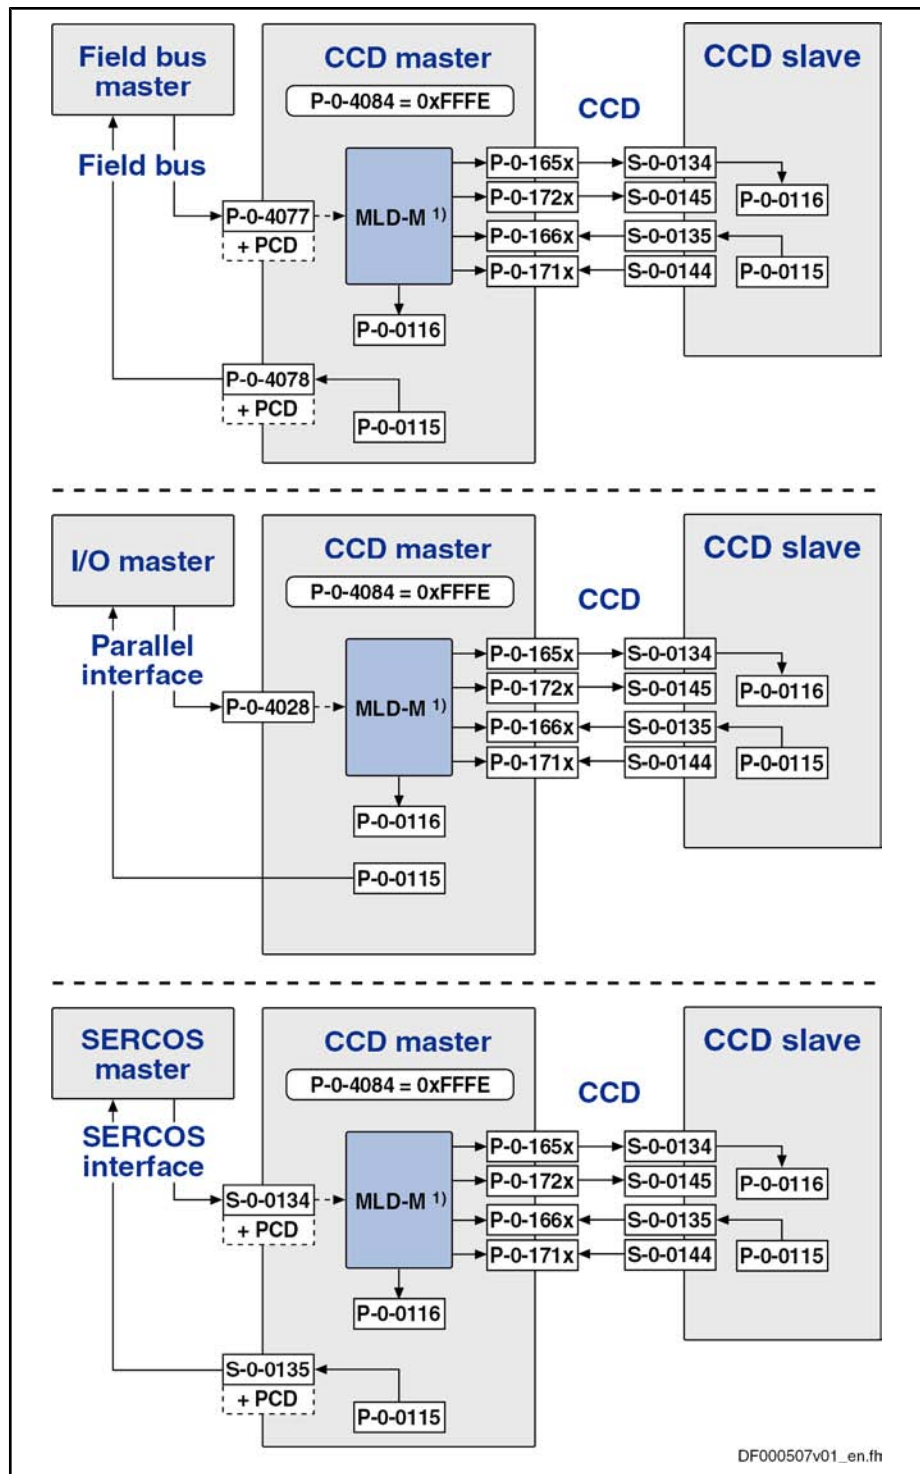 Field bus master
CCD master
CCD slave
P-0-4084 = 0xFFFE
CCD
Field bus
P-0-4077
+ PCD
MLD-M 1)
P-0-165x
S-0-0134
P-0-172x
S-0-0145
P-0-0116
P-0-166x
S-0-0135
P-0-171x
S-0-0144
P-0-0115
P-0-0116
P-0-4078
+ PCD
P-0-0115
I/O master
CCD master
CCD slave
P-0-4084 = 0xFFFE
CCD
Parallel interface
P-0-4028
MLD-M 1)
P-0-165x
S-0-0134
P-0-172x
S-0-0145
P-0-0116
P-0-166x
S-0-0135
P-0-171x
S-0-0144
P-0-0115
P-0-0116
P-0-0115
SERCOS master
CCD master
CCD slave
P-0-4084 = 0xFFFE
CCD
SERCOS interface
S-0-0134
+ PCD
MLD-M 1)
P-0-165x
S-0-0134
P-0-172x
S-0-0145
P-0-0116
P-0-166x
S-0-0135
P-0-171x
S-0-0144
P-0-0115
P-0-0116
S-0-0135
+ PCD
P-0-0115
DF000507v01_en.fh